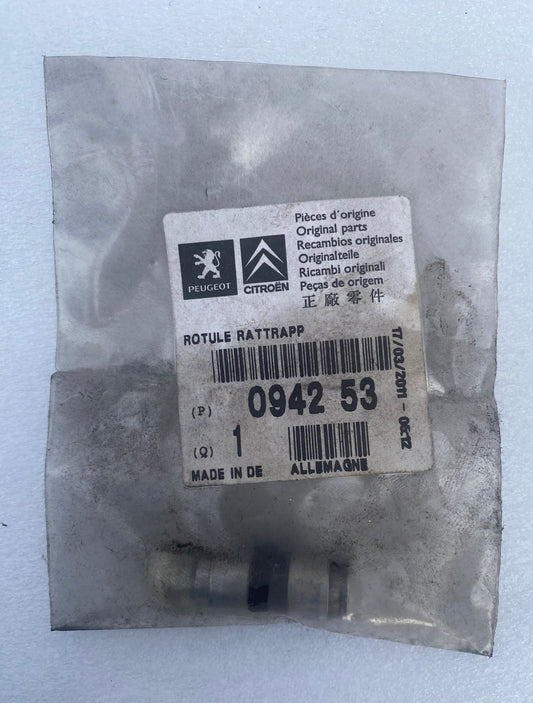 Pièces d'origine
Original parts
Recambios originales
Originalteile
Ricambi originali
Peças de origem
正廠零件
PEUGEOT
CITROËN
ROTULE RATTRAPP
(P) 0942 53
(Q) 1
MADE IN DE ALLEMAGNE
17/03/2011 -